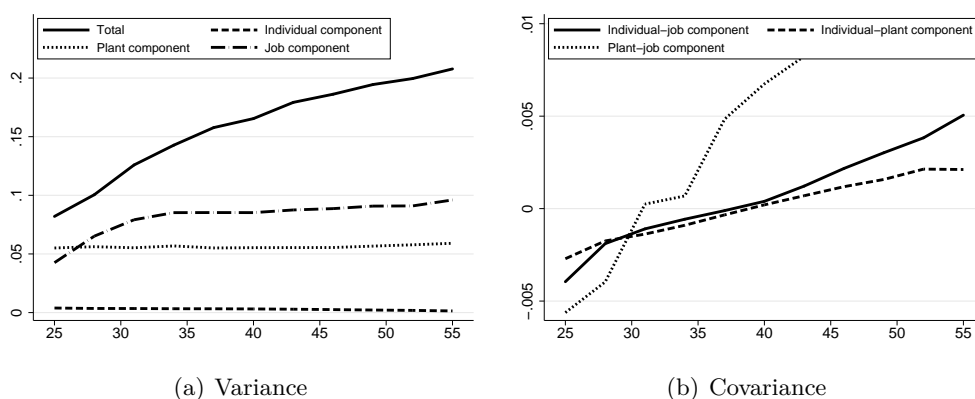 Total
Individual component
Plant component
Job component
.2
.15
.1
.05
0
25 30 35 40 45 50 55
(a) Variance
Individual−job component
Individual−plant component
Plant−job component
.01
.005
0
−.005
25 30 35 40 45 50 55
(b) Covariance